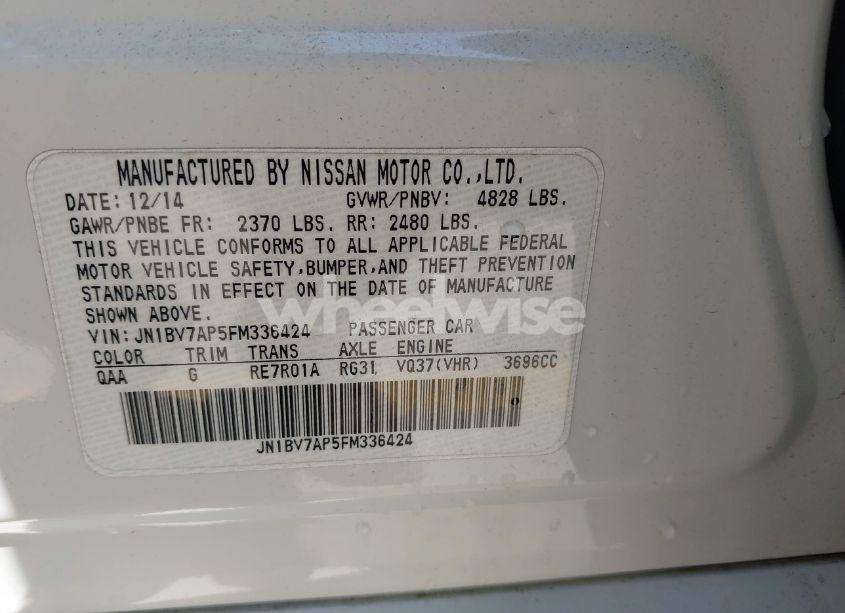 MANUFACTURED BY NISSAN MOTOR CO.,LTD.
DATE: 12/14 GVWR/PNBV: 4828 LBS.
GAWR/PNBE FR: 2370 LBS. RR: 2480 LBS.
THIS VEHICLE CONFORMS TO ALL APPLICABLE FEDERAL
MOTOR VEHICLE SAFETY,BUMPER,AND THEFT PREVENTION
STANDARDS IN EFFECT ON THE DATE OF MANUFACTURE
SHOWN ABOVE.
wheelwise
VIN: JN1BV7AP5FM336424 PASSENGER CAR
COLOR TRIM TRANS AXLE ENGINE
QAA G RE7R01A RG31 VQ37(VHR) 3696CC
JN1BV7AP5FM336424